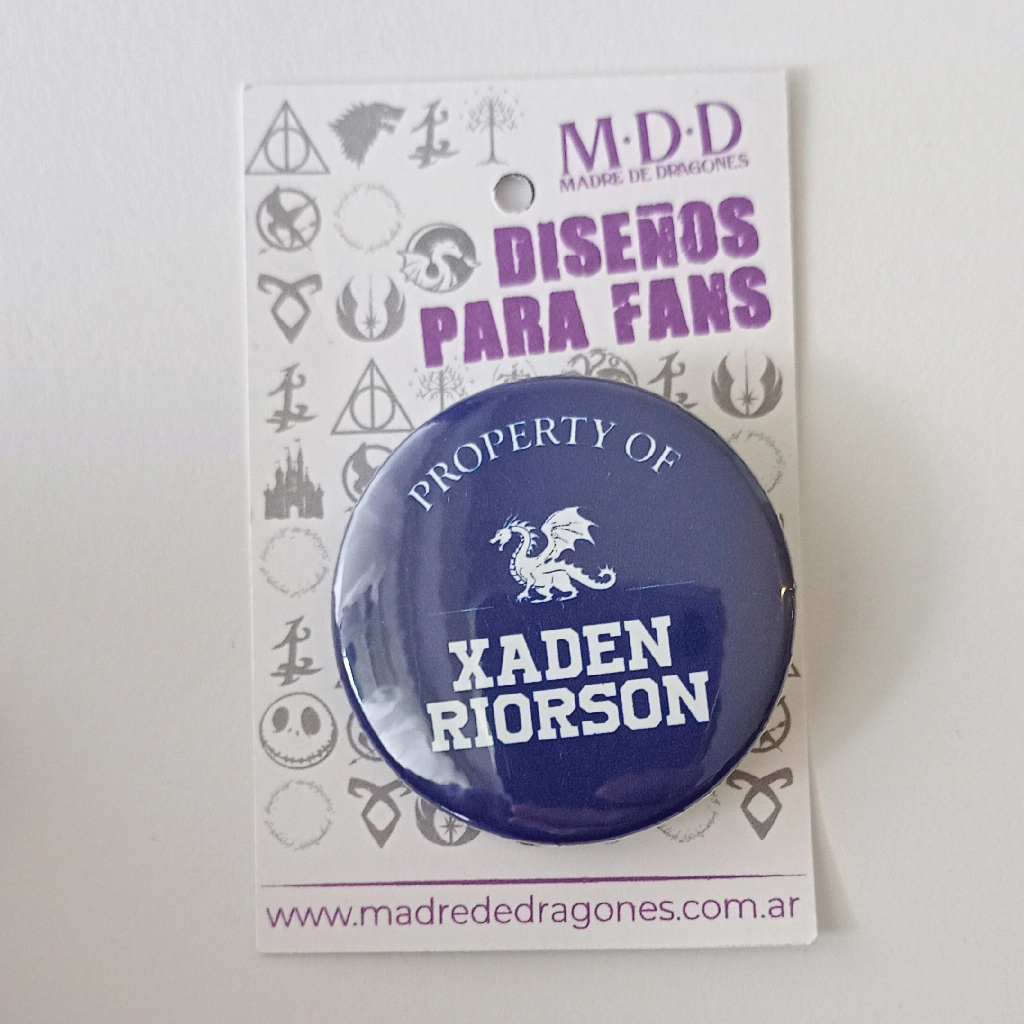 M·D·D
MADRE DE DRAGONES
DISEÑOS
PARA FANS
PROPERTY OF
XADEN
RIORSON
www.madrededragones.com.ar